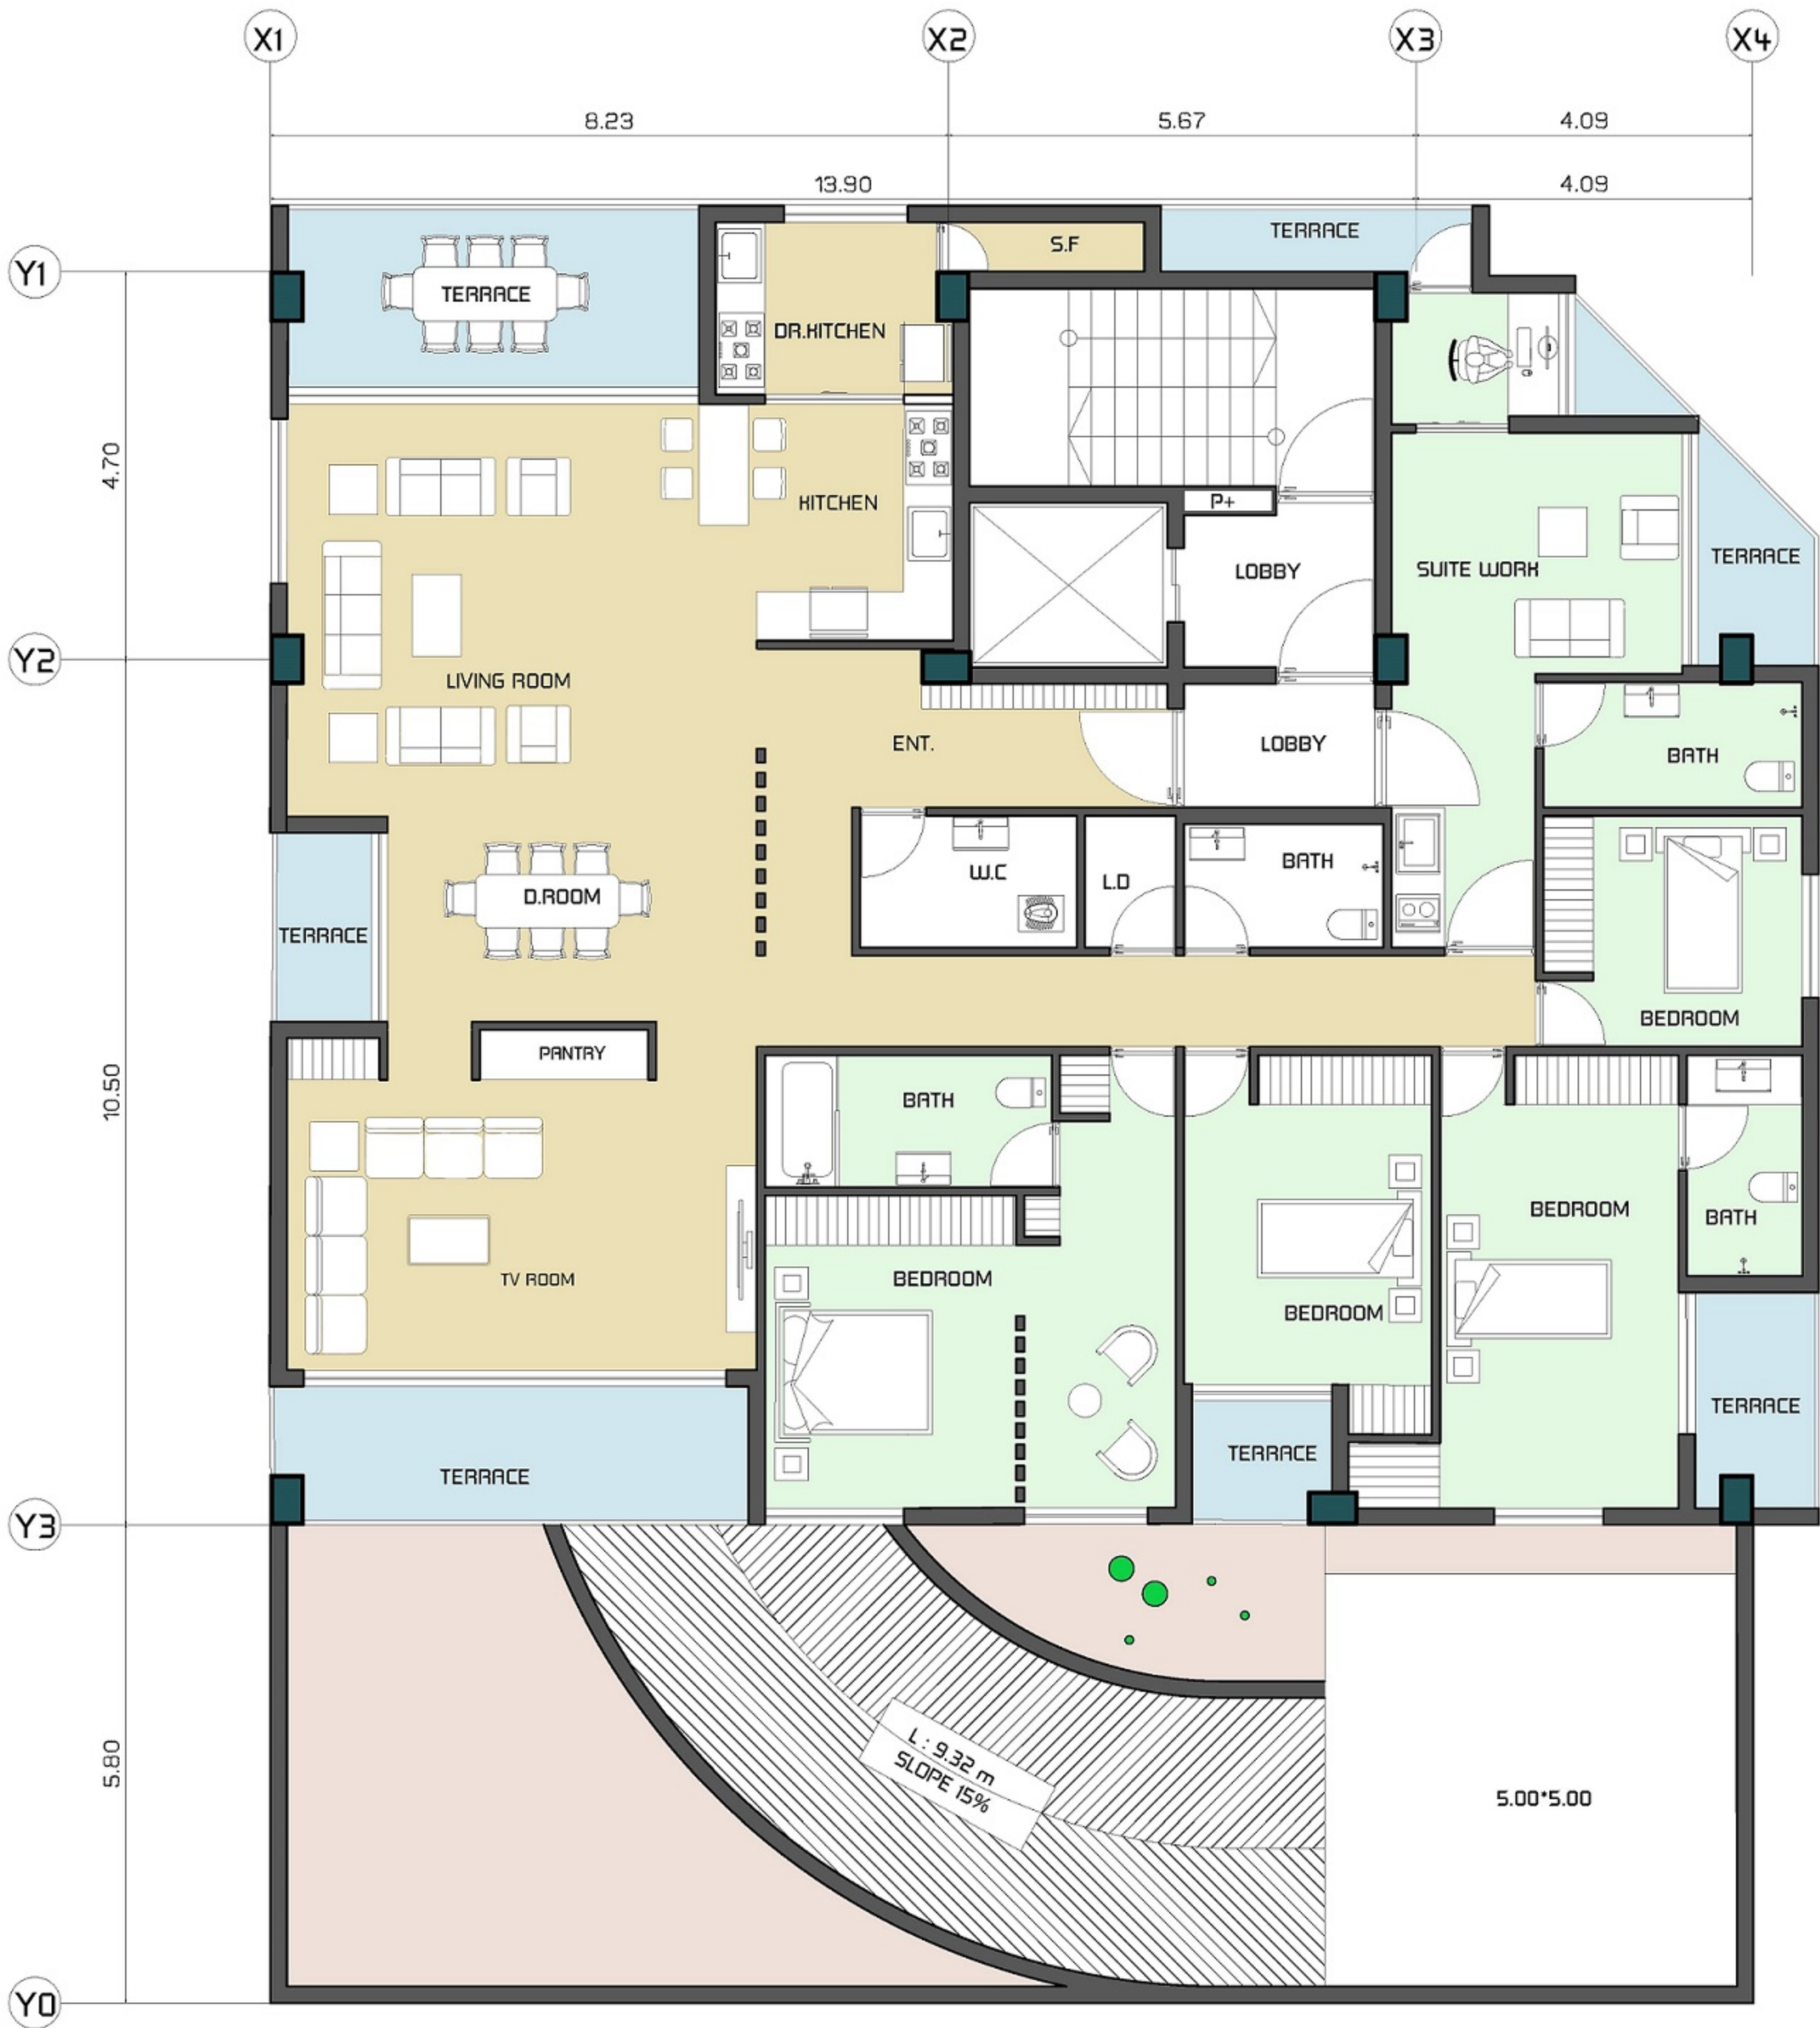 X1
X2
X3
X4
8.23
5.67
4.09
13.90
4.09
Y1
TERRACE
S.F
TERRACE
DR.KITCHEN
4.70
KITCHEN
P+
LOBBY
SUITE WORK
TERRACE
Y2
LIVING ROOM
ENT.
LOBBY
BATH
D.ROOM
W.C
L.D
BATH
TERRACE
BEDROOM
PANTRY
10.50
BATH
BEDROOM
BATH
TV ROOM
BEDROOM
BEDROOM
TERRACE
TERRACE
TERRACE
Y3
L : 9.32 m
SLOPE 15%
5.80
5.00*5.00
Y0